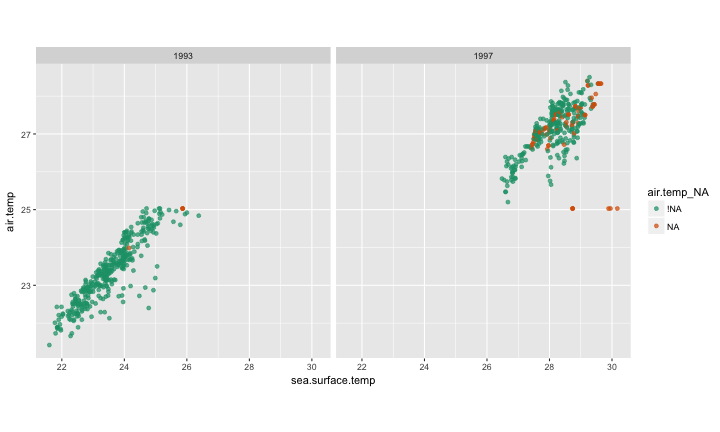 1993 1997
27
25
23
22 24 26 28 30 22 24 26 28 30
sea.surface.temp
air.temp
air.temp_NA
!NA
NA